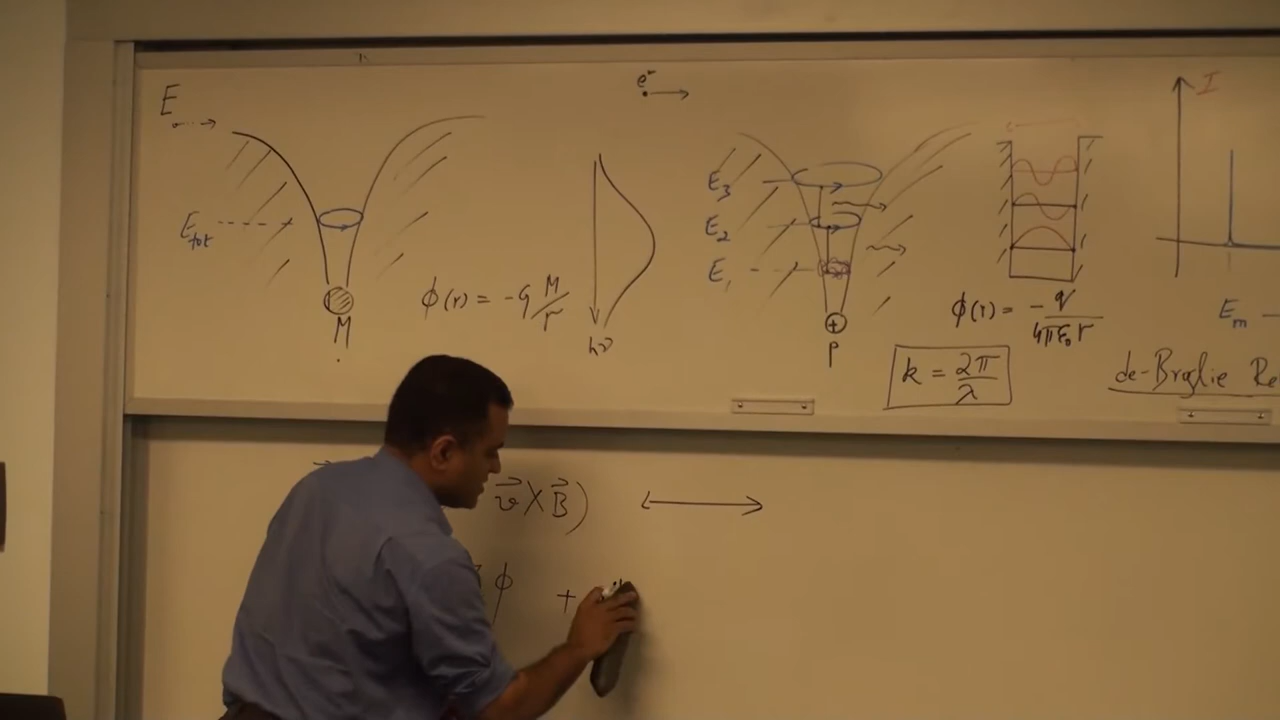 E
E_tot
M
φ(r) = -G M/r
hν
e⁻
E₃
E₂
E₁
+
P
φ(r) = -q/4πε₀r
k = 2π/λ
I
E_m -
de-Broglie Re
v⃗ X B⃗)
φ +